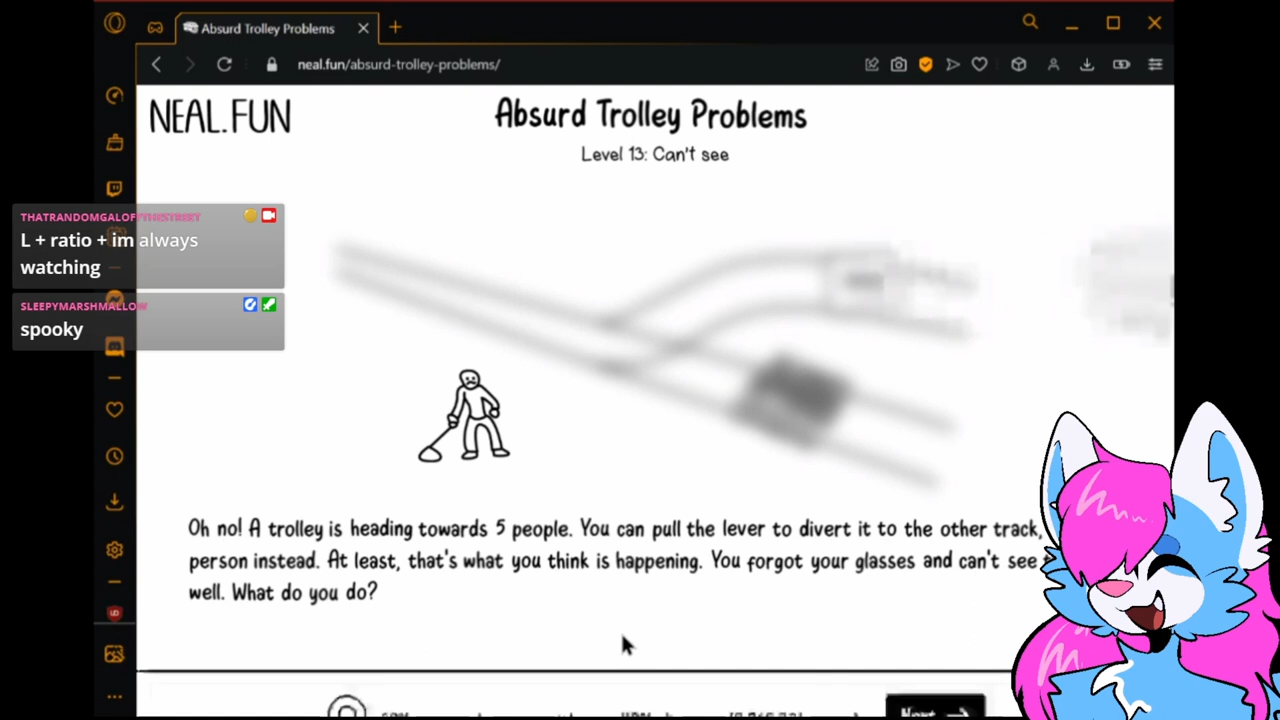 Absurd Trolley Problems
neal.fun/absurd-trolley-problems/
NEAL.FUN
Absurd Trolley Problems
Level 13: Can't see
L + ratio + im always
watching
SLEEPYMARSHMALLOW
spooky
Oh no! A trolley is heading towards 5 people. You can pull the lever to divert it to the other track,
person instead. At least, that's what you think is happening. You forgot your glasses and can't see
well. What do you do?
Next →